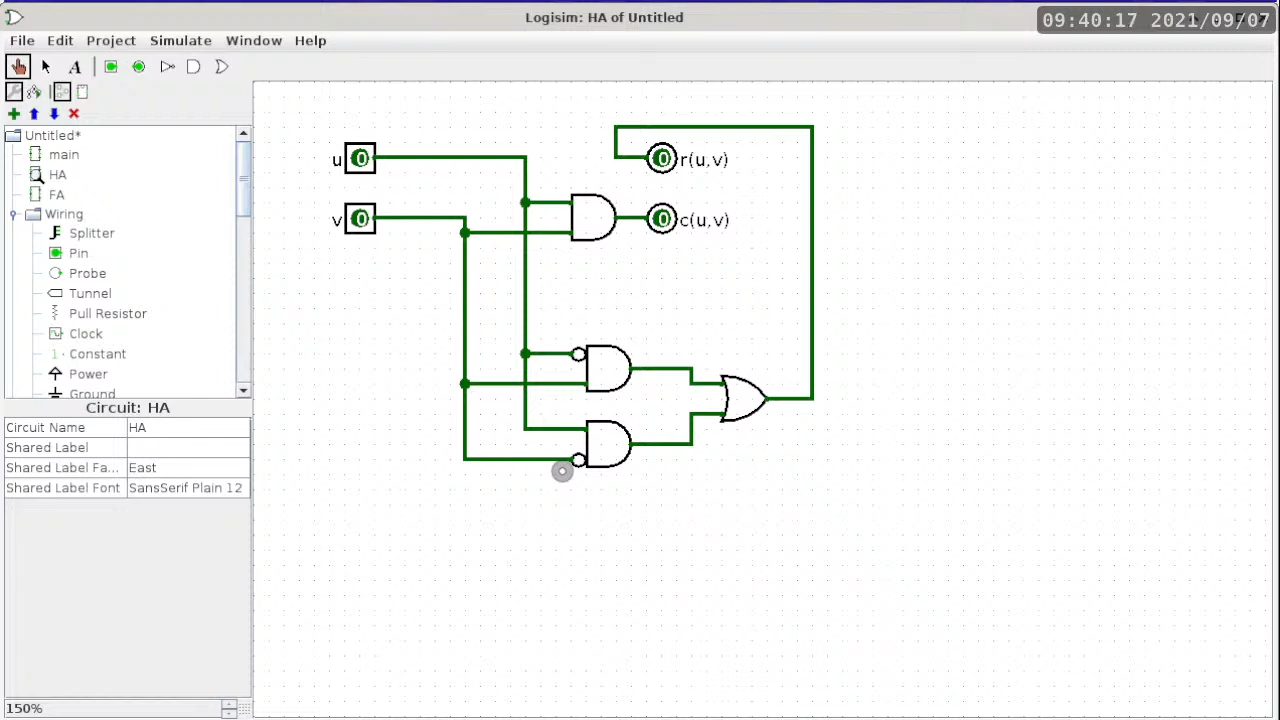 Logisim: HA of Untitled
09:40:17 2021/09/07
File Edit Project Simulate Window Help
A
Untitled*
main
HA
FA
Wiring
Splitter
Pin
Probe
Tunnel
Pull Resistor
Clock
1 Constant
Power
Ground
Circuit: HA
Circuit Name HA
Shared Label
Shared Label Fa... East
Shared Label Font SansSerif Plain 12
150%
u 0
0 r(u,v)
v 0
0 c(u,v)